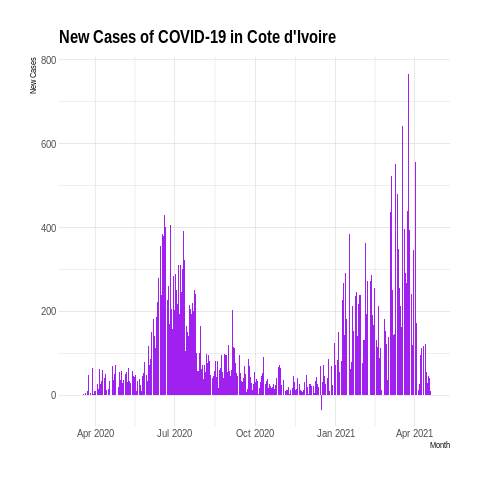 New Cases of COVID-19 in Cote d'Ivoire
New Cases
800
600
400
200
0
Apr 2020
Jul 2020
Oct 2020
Jan 2021
Apr 2021
Month